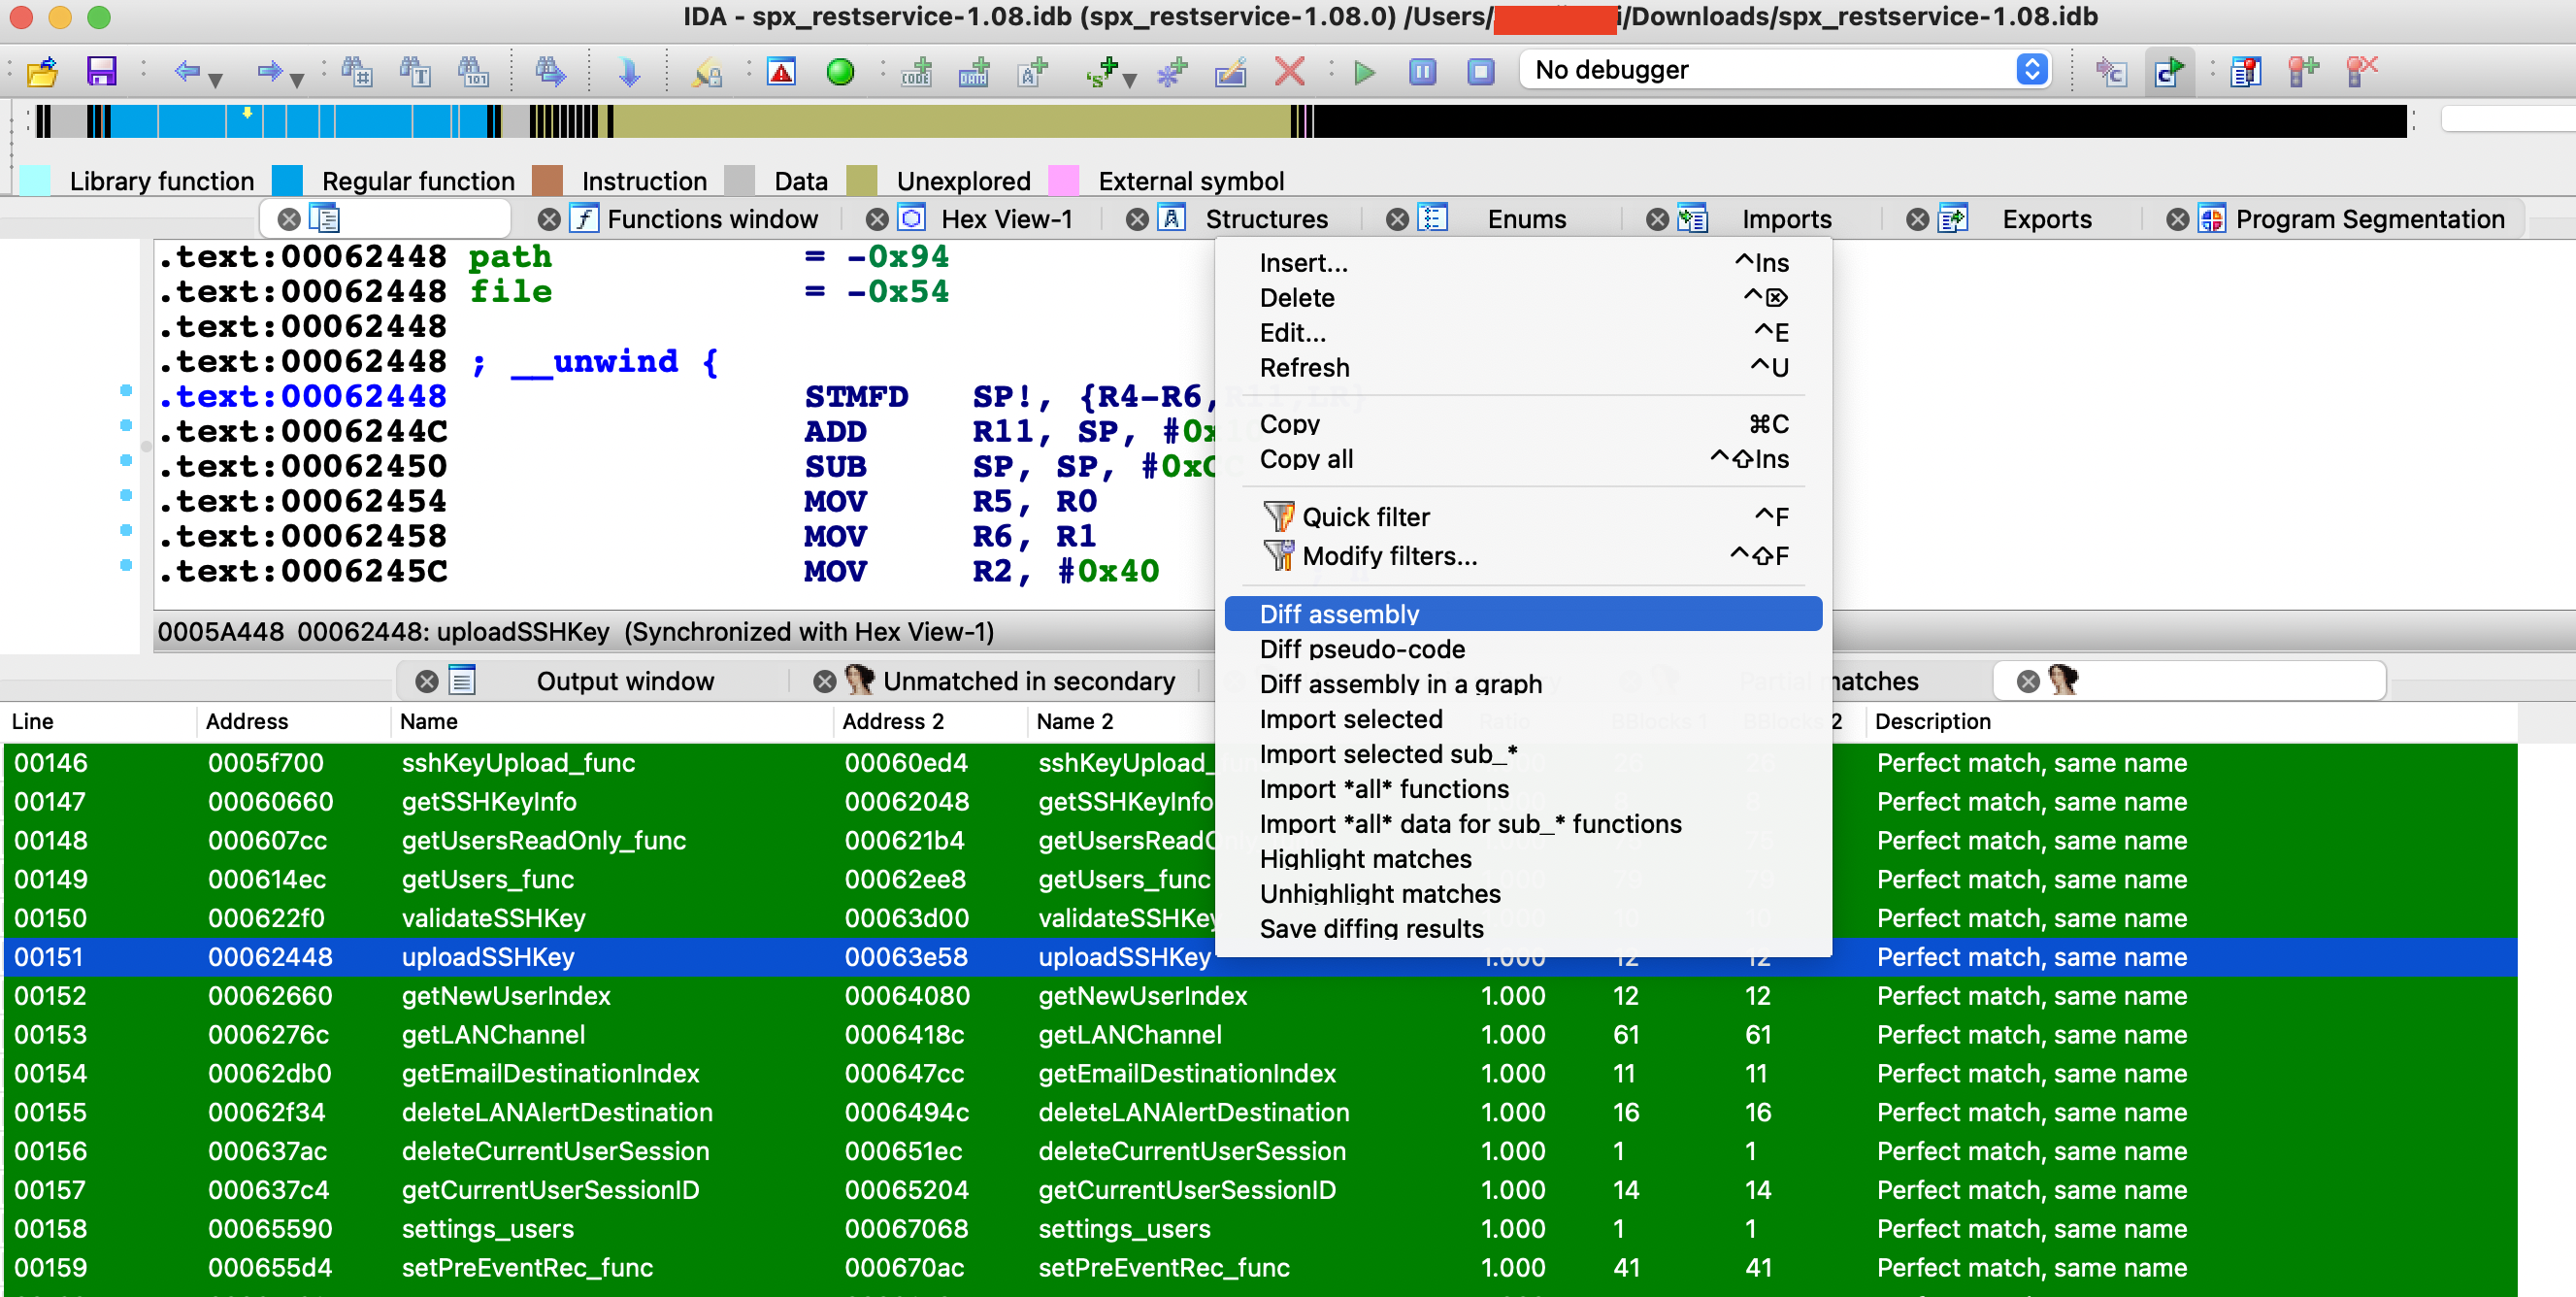 IDA - spx_restservice-1.08.idb (spx_restservice-1.08.0) /Users/ i/Downloads/spx_restservice-1.08.idb
No debugger
Library function Regular function Instruction Data Unexplored External symbol
Functions window Hex View-1 Structures Enums Imports Exports Program Segmentation
.text:00062448 path = -0x94
.text:00062448 file = -0x54
.text:00062448
.text:00062448 ; __unwind {
.text:00062448 STMFD SP!, {R4-R6,R11,LR}
.text:0006244C ADD R11, SP, #0x10
.text:00062450 SUB SP, SP, #0xCC
.text:00062454 MOV R5, R0
.text:00062458 MOV R6, R1
.text:0006245C MOV R2, #0x40
0005A448 00062448: uploadSSHKey (Synchronized with Hex View-1)
Insert... ^Ins
Delete ^⌦
Edit... ^E
Refresh ^U
Copy ⌘C
Copy all ^⇧Ins
Quick filter ^F
Modify filters... ^⇧F
Diff assembly
Diff pseudo-code
Diff assembly in a graph
Import selected
Import selected sub_*
Import *all* functions
Import *all* data for sub_* functions
Highlight matches
Unhighlight matches
Save diffing results
Output window Unmatched in secondary Partial matches
Line Address Name Address 2 Name 2 Ratio BBlocks 1 BBlocks 2 Description
00146 0005f700 sshKeyUpload_func 00060ed4 sshKeyUpload_ Perfect match, same name
00147 00060660 getSSHKeyInfo 00062048 getSSHKeyInfo Perfect match, same name
00148 000607cc getUsersReadOnly_func 000621b4 getUsersReadOnly Perfect match, same name
00149 000614ec getUsers_func 00062ee8 getUsers_func Perfect match, same name
00150 000622f0 validateSSHKey 00063d00 validateSSHKey Perfect match, same name
00151 00062448 uploadSSHKey 00063e58 uploadSSHKey 1.000 12 12 Perfect match, same name
00152 00062660 getNewUserIndex 00064080 getNewUserIndex 1.000 12 12 Perfect match, same name
00153 0006276c getLANChannel 0006418c getLANChannel 1.000 61 61 Perfect match, same name
00154 00062db0 getEmailDestinationIndex 000647cc getEmailDestinationIndex 1.000 11 11 Perfect match, same name
00155 00062f34 deleteLANAlertDestination 0006494c deleteLANAlertDestination 1.000 16 16 Perfect match, same name
00156 000637ac deleteCurrentUserSession 000651ec deleteCurrentUserSession 1.000 1 1 Perfect match, same name
00157 000637c4 getCurrentUserSessionID 00065204 getCurrentUserSessionID 1.000 14 14 Perfect match, same name
00158 00065590 settings_users 00067068 settings_users 1.000 1 1 Perfect match, same name
00159 000655d4 setPreEventRec_func 000670ac setPreEventRec_func 1.000 41 41 Perfect match, same name